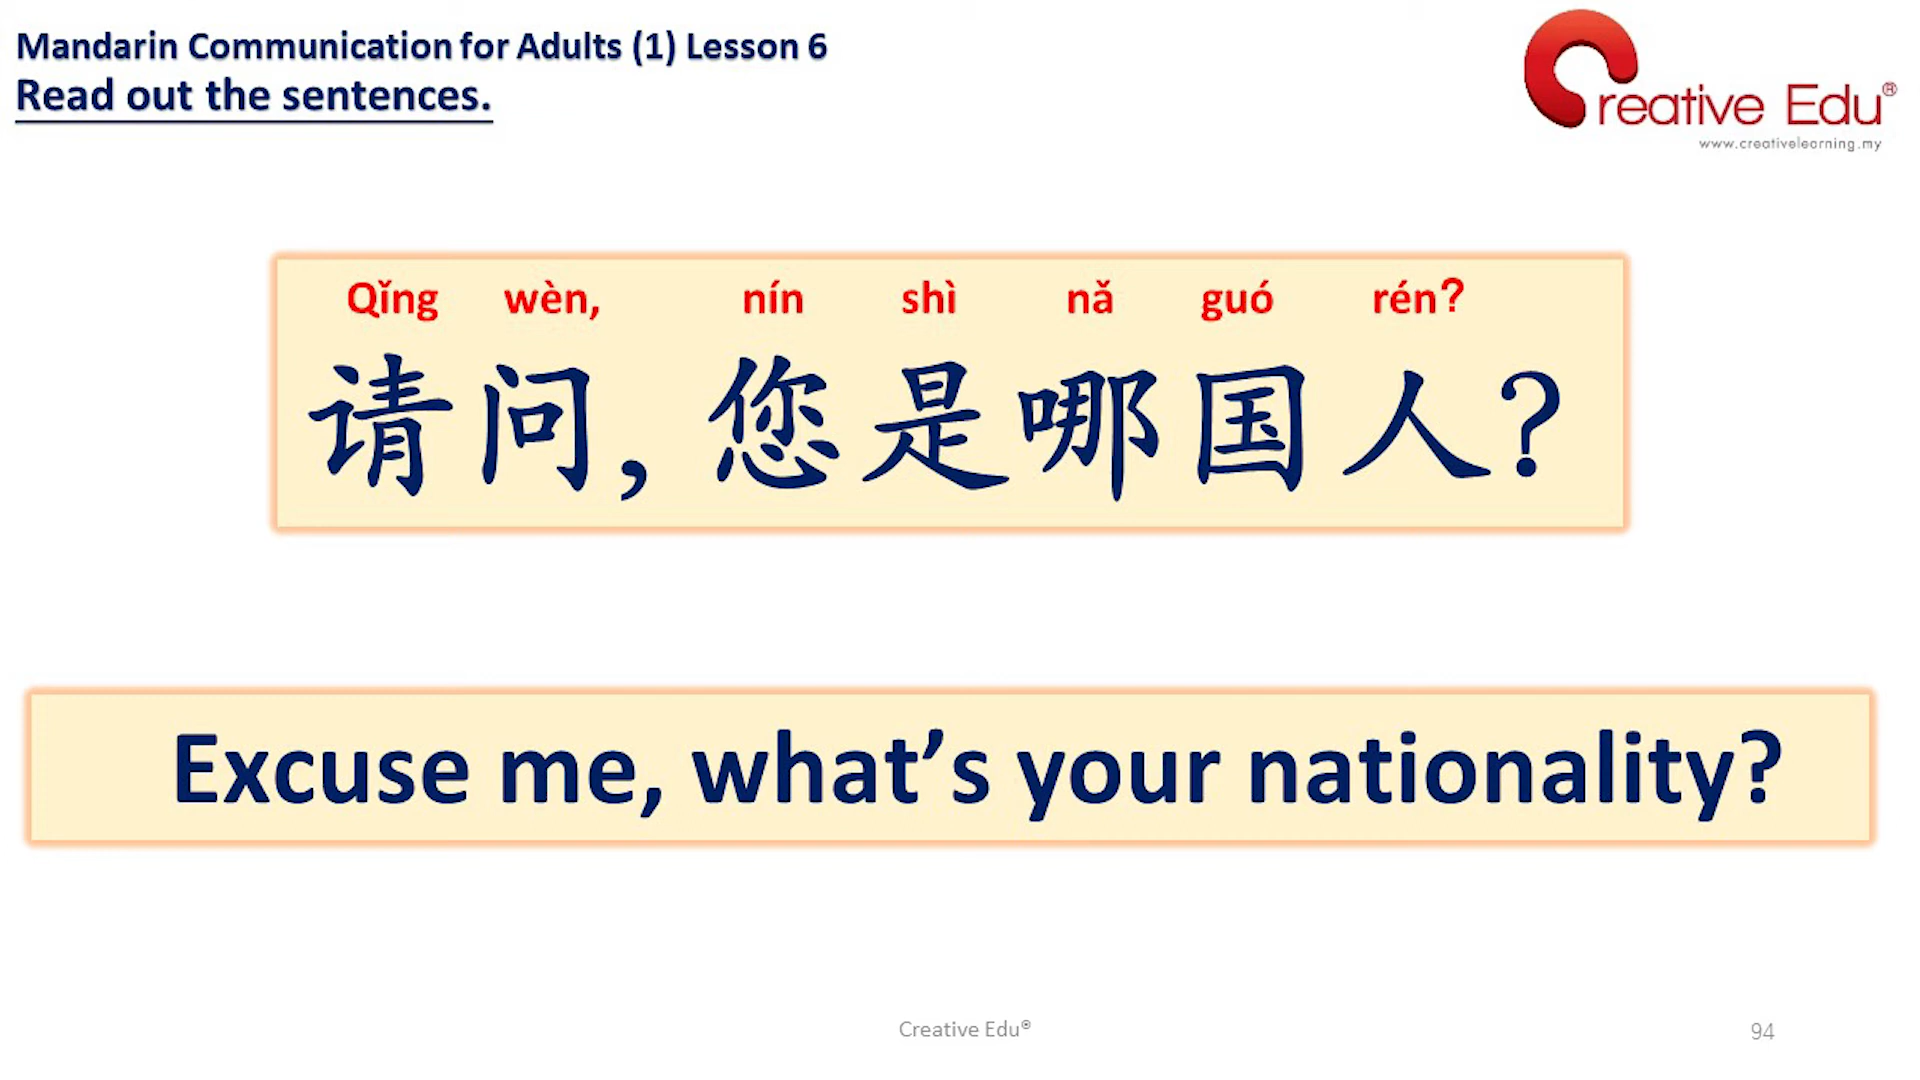 Mandarin Communication for Adults (1) Lesson 6
Read out the sentences.
Creative Edu®
www.creativelearning.my
Qǐng wèn, nín shì nǎ guó rén?
请问, 您是哪国人?
Excuse me, what’s your nationality?
Creative Edu®
94